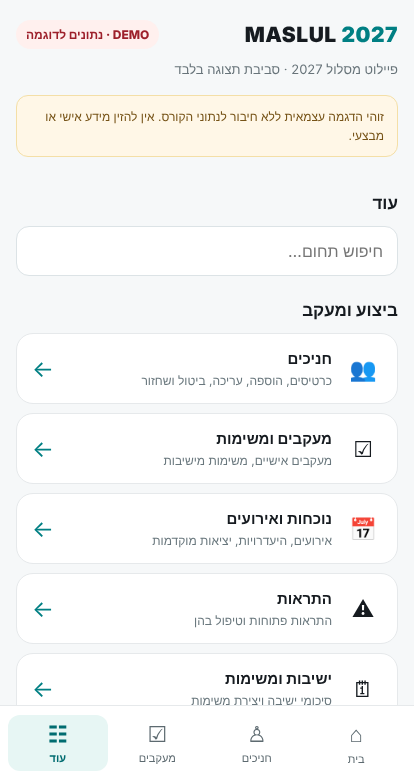 MASLUL 2027
DEMO · נתונים לדוגמה
פיילוט מסלול 2027 · סביבת תצוגה בלבד
זוהי הדגמה עצמאית ללא חיבור לנתוני הקורס. אין להזין מידע אישי או
מבצעי.
עוד
חיפוש תחום...
ביצוע ומעקב
חניכים
כרטיסים, הוספה, עריכה, ביטול ושחזור
מעקבים ומשימות
מעקבים אישיים, משימות מישיבות
נוכחות ואירועים
אירועים, היעדרויות, יציאות מוקדמות
התראות
התראות פתוחות וטיפול בהן
ישיבות ומשימות
סיכומי ישיבה ויצירת משימות
בית
חניכים
מעקבים
עוד